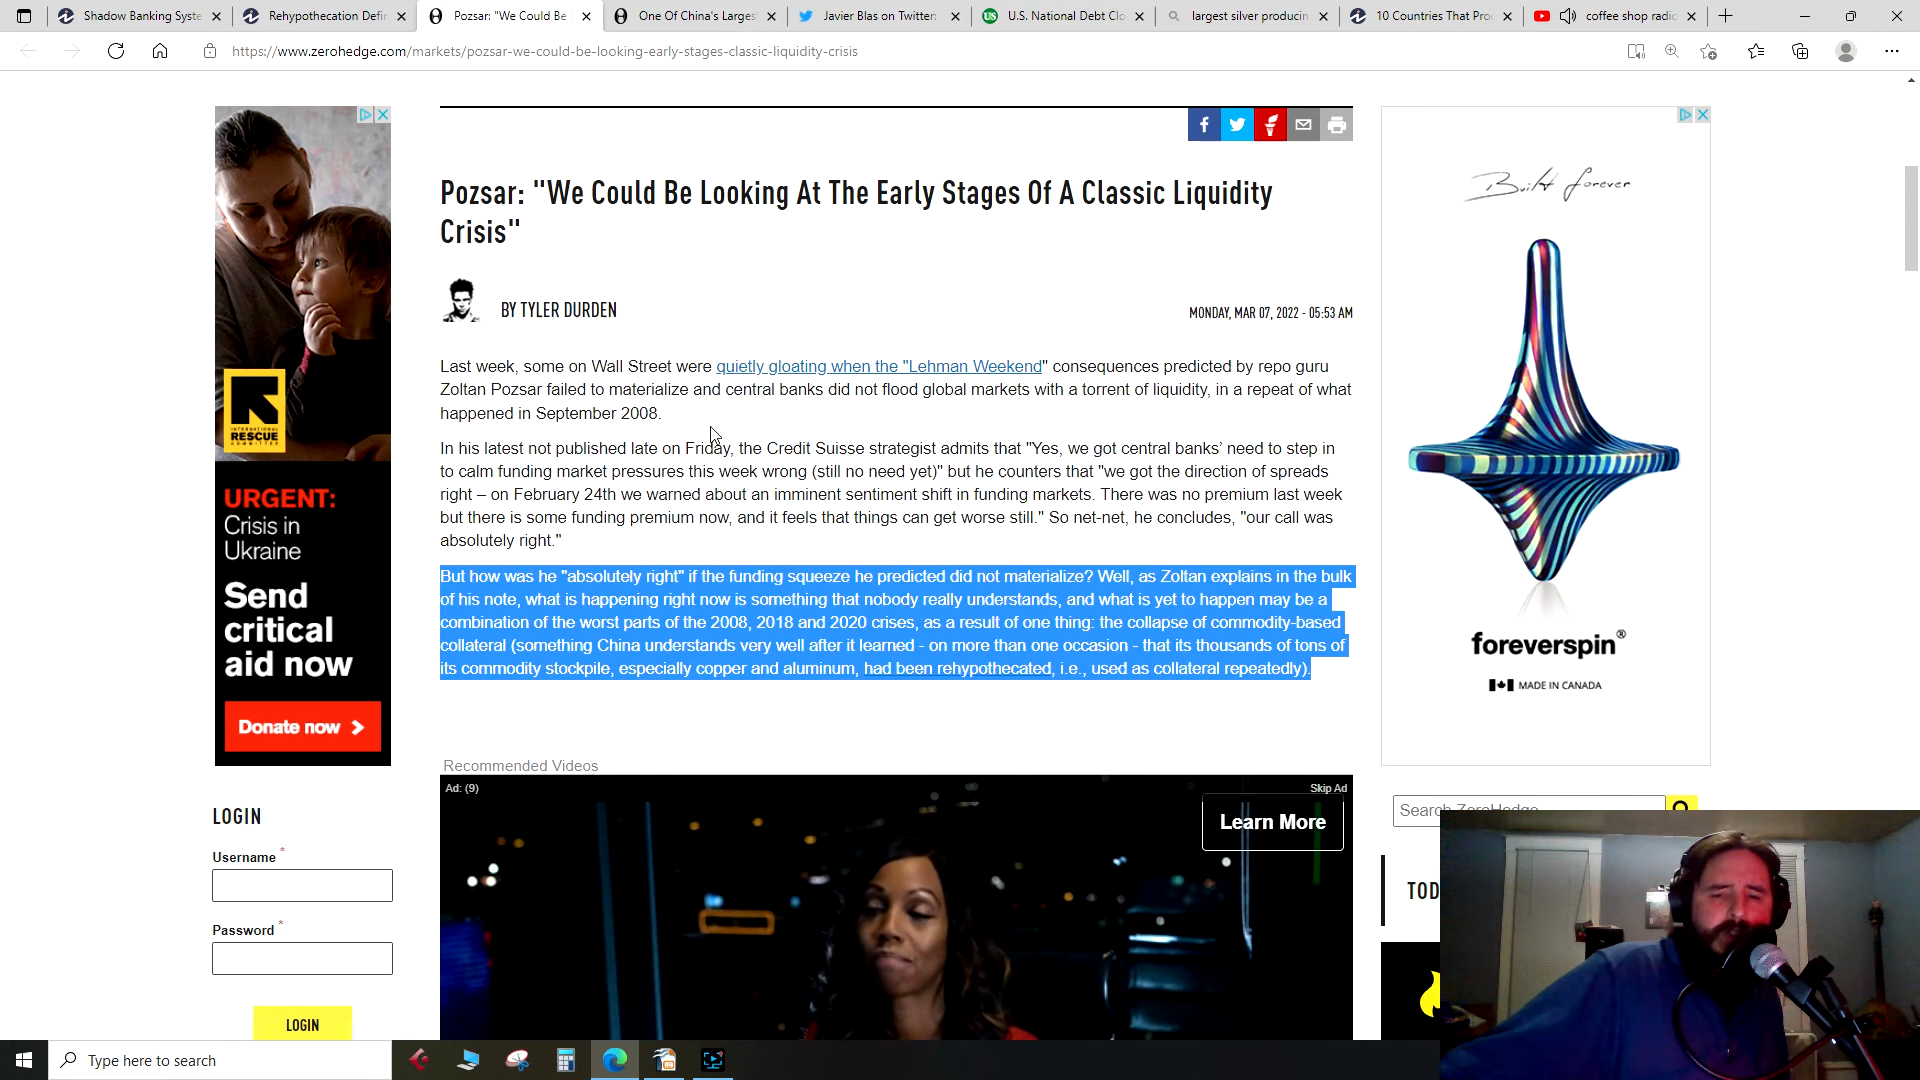 Shadow Banking Syste
Rehypothecation Defin
Pozsar: "We Could Be
One Of China's Larges
Javier Blas on Twitter:
U.S. National Debt Clo
largest silver producin
10 Countries That Pro
coffee shop radio
https://www.zerohedge.com/markets/pozsar-we-could-be-looking-early-stages-classic-liquidity-crisis
Pozsar: "We Could Be Looking At The Early Stages Of A Classic Liquidity
Crisis"
BY TYLER DURDEN
MONDAY, MAR 07, 2022 - 05:53 AM
Last week, some on Wall Street were quietly gloating when the "Lehman Weekend" consequences predicted by repo guru
Zoltan Pozsar failed to materialize and central banks did not flood global markets with a torrent of liquidity, in a repeat of what
happened in September 2008.
In his latest not published late on Friday, the Credit Suisse strategist admits that "Yes, we got central banks’ need to step in
to calm funding market pressures this week wrong (still no need yet)" but he counters that "we got the direction of spreads
right – on February 24th we warned about an imminent sentiment shift in funding markets. There was no premium last week
but there is some funding premium now, and it feels that things can get worse still." So net-net, he concludes, "our call was
absolutely right."
But how was he "absolutely right" if the funding squeeze he predicted did not materialize? Well, as Zoltan explains in the bulk
of his note, what is happening right now is something that nobody really understands, and what is yet to happen may be a
combination of the worst parts of the 2008, 2018 and 2020 crises, as a result of one thing: the collapse of commodity-based
collateral (something China understands very well after it learned - on more than one occasion - that its thousands of tons of
its commodity stockpile, especially copper and aluminum, had been rehypothecated, i.e., used as collateral repeatedly).
Recommended Videos
Ad: (9)
Skip Ad
Learn More
INTERNATIONAL
RESCUE
COMMITTEE
URGENT:
Crisis in
Ukraine
Send
critical
aid now
Donate now
LOGIN
Username *
Password *
LOGIN
Built forever
foreverspin®
MADE IN CANADA
Search ZeroHedge
TOD
Type here to search